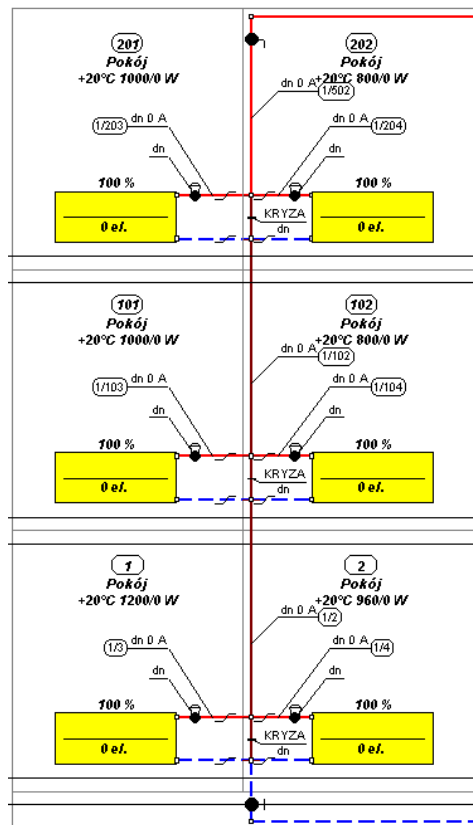 201 202
Pokój Pokój
+20°C 1000/0 W +20°C 800/0 W
1/502
dn 0 A dn 0 A
1/203 1/204
dn dn
100 % 100 %
KRYZA
0 el. dn 0 el.
101 102
Pokój Pokój
+20°C 1000/0 W +20°C 800/0 W
dn 0 A 1/102
1/103 dn 0 A dn 0 A 1/104
dn dn
100 % 100 %
KRYZA
0 el. dn 0 el.
1 2
Pokój Pokój
+20°C 1200/0 W +20°C 960/0 W
dn 0 A 1/2
1/3 dn 0 A dn 0 A 1/4
dn dn
100 % 100 %
KRYZA
0 el. dn 0 el.